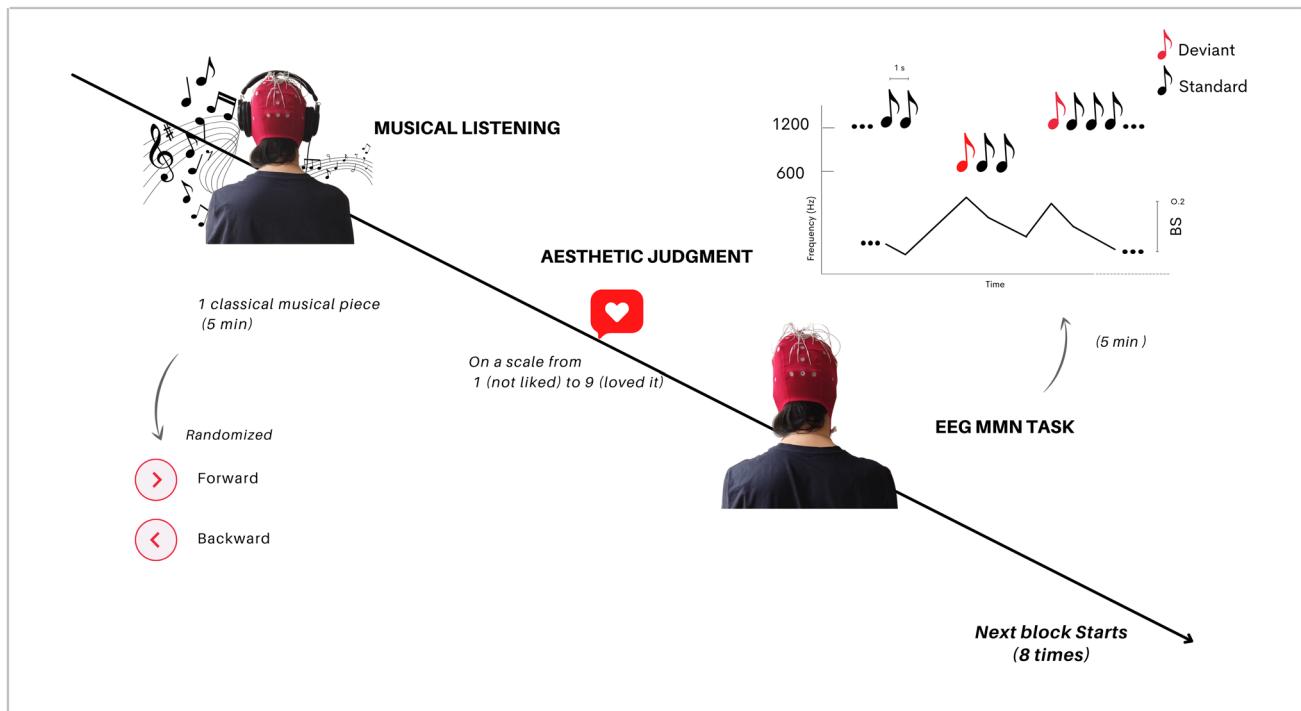 MUSICAL LISTENING
1 classical musical piece
(5 min)
Randomized
Forward
Backward
AESTHETIC JUDGMENT
On a scale from
1 (not liked) to 9 (loved it)
Deviant
Standard
1 s
1200
600
Frequency (Hz)
Time
0.2
BS
(5 min )
EEG MMN TASK
Next block Starts
(8 times)